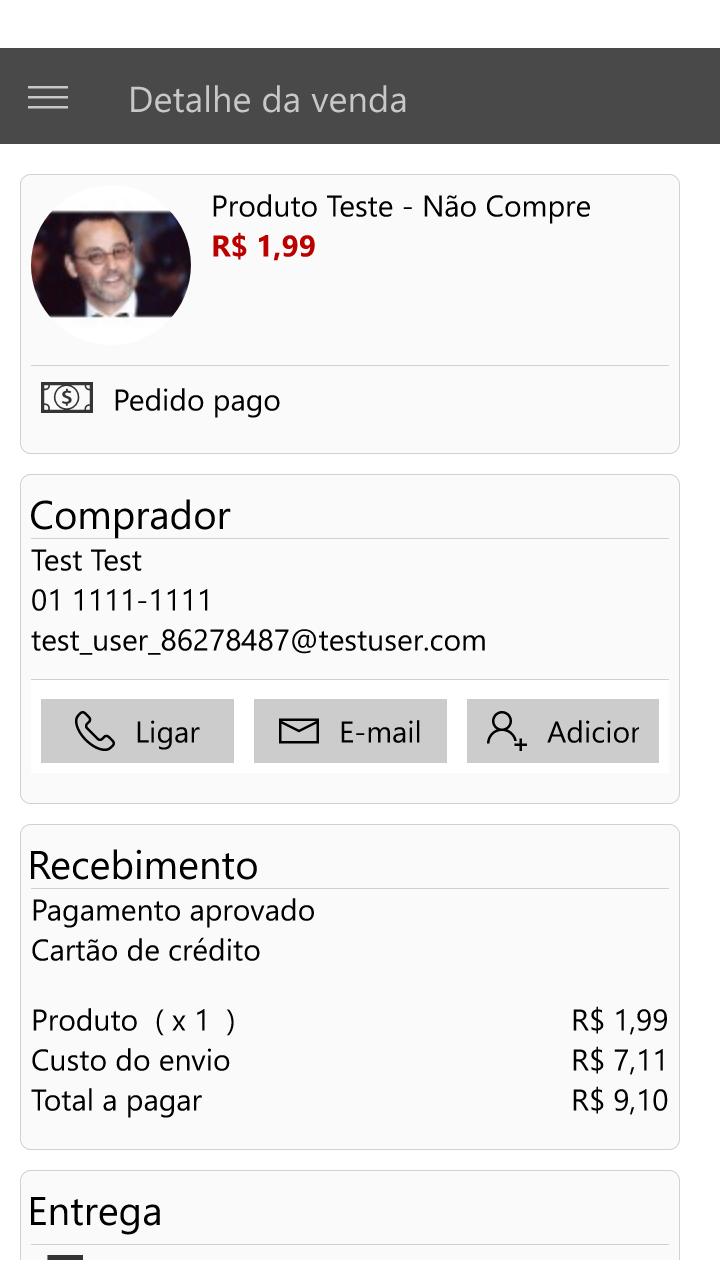 Detalhe da venda
Produto Teste - Não Compre
R$ 1,99
Pedido pago
Comprador
Test Test
01 1111-1111
test_user_86278487@testuser.com
Ligar E-mail Adicior
Recebimento
Pagamento aprovado
Cartão de crédito
Produto ( x 1 ) R$ 1,99
Custo do envio R$ 7,11
Total a pagar R$ 9,10
Entrega